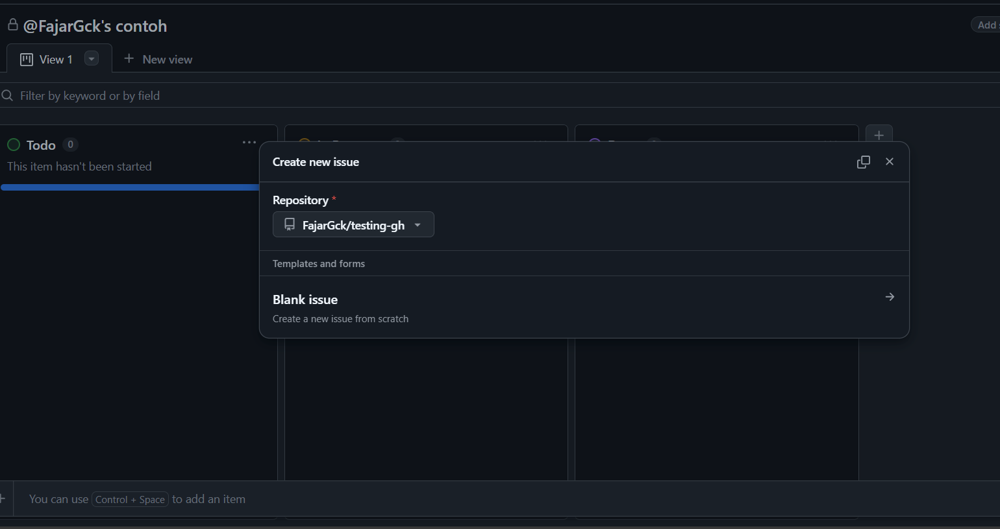 @FajarGck's contoh
Add
View 1
New view
Filter by keyword or by field
Todo 0
This item hasn't been started
Create new issue
Repository *
FajarGck/testing-gh
Templates and forms
Blank issue
Create a new issue from scratch
You can use Control + Space to add an item